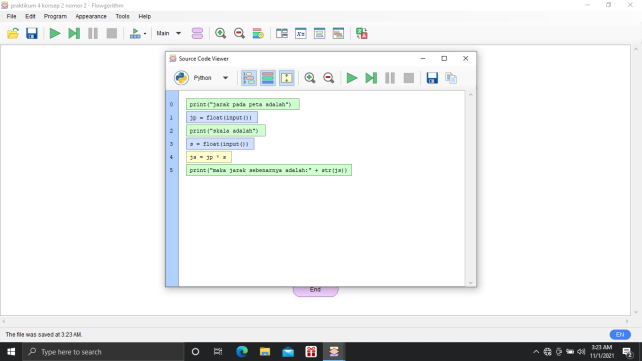 praktikum 4 konsep 2 nomor 2 - Flowgorithm
File Edit Program Appearance Tools Help
Main
Source Code Viewer
Python
0 print("jarak pada peta adalah")
1 jp = float(input())
2 print("skala adalah")
3 s = float(input())
4 js = jp * s
5 print("maka jarak sebenarnya adalah:" + str(js))
End
The file was saved at 3:23 AM.
EN
Type here to search
3:23 AM
11/1/2021